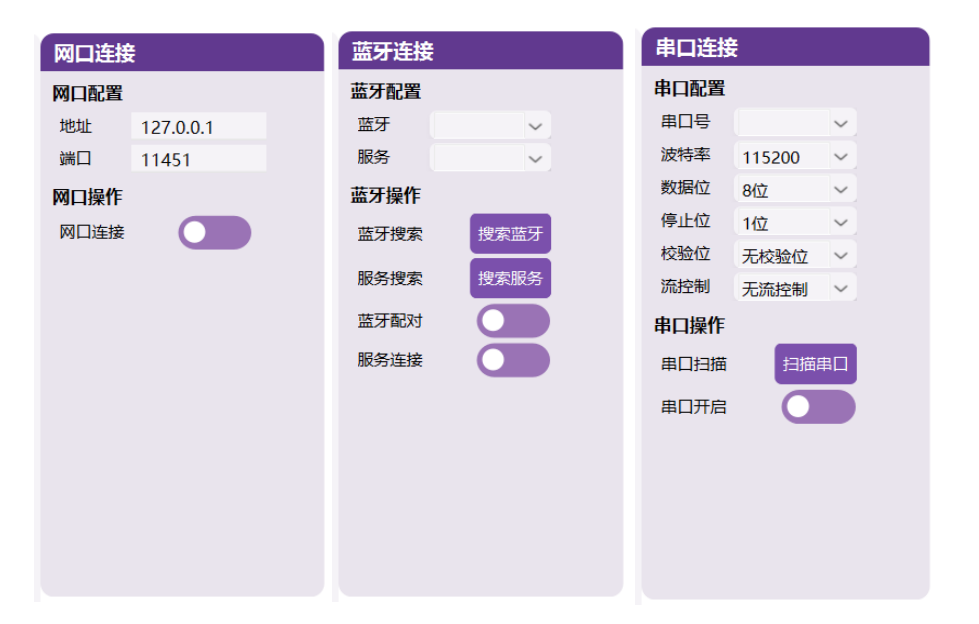 网口连接
网口配置
地址 127.0.0.1
端口 11451
网口操作
网口连接
蓝牙连接
蓝牙配置
蓝牙
服务
蓝牙操作
蓝牙搜索 搜索蓝牙
服务搜索 搜索服务
蓝牙配对
服务连接
串口连接
串口配置
串口号
波特率 115200
数据位 8位
停止位 1位
校验位 无校验位
流控制 无流控制
串口操作
串口扫描 扫描串口
串口开启